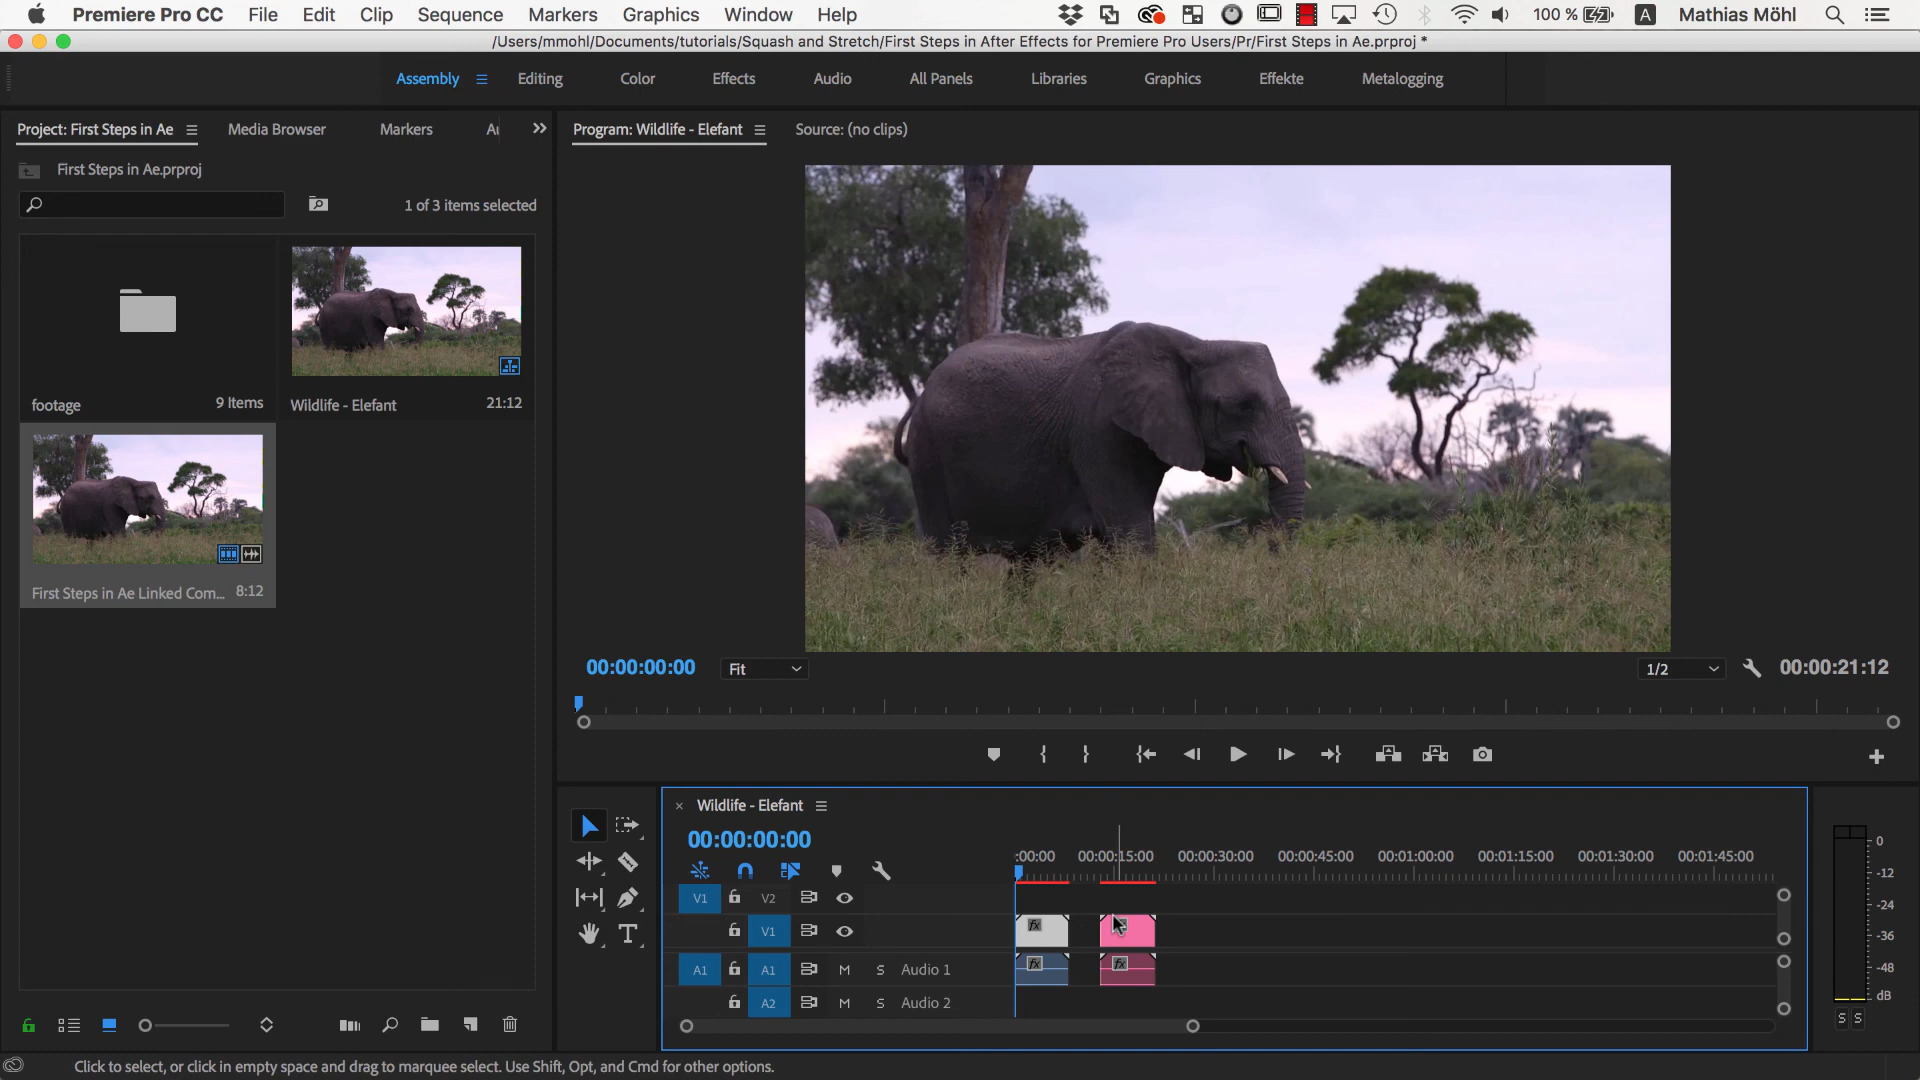 Premiere Pro CC File Edit Clip Sequence Markers Graphics Window Help 100 % A Mathias Möhl
/Users/mmohl/Documents/tutorials/Squash and Stretch/First Steps in After Effects for Premiere Pro Users/Pr/First Steps in Ae.prproj *
Assembly Editing Color Effects Audio All Panels Libraries Graphics Effekte Metalogging
Project: First Steps in Ae Media Browser Markers Au
Program: Wildlife - Elefant Source: (no clips)
First Steps in Ae.prproj
1 of 3 items selected
footage 9 Items
Wildlife - Elefant 21:12
First Steps in Ae Linked Com... 8:12
00:00:00:00 Fit 1/2 00:00:21:12
Wildlife - Elefant
00:00:00:00
:00:00 00:00:15:00 00:00:30:00 00:00:45:00 00:01:00:00 00:01:15:00 00:01:30:00 00:01:45:00
V1 V2
V1 fx fx
A1 A1 M S Audio 1 fx fx
A2 M S Audio 2
0
-12
-24
-36
-48
dB
S S
Click to select, or click in empty space and drag to marquee select. Use Shift, Opt, and Cmd for other options.